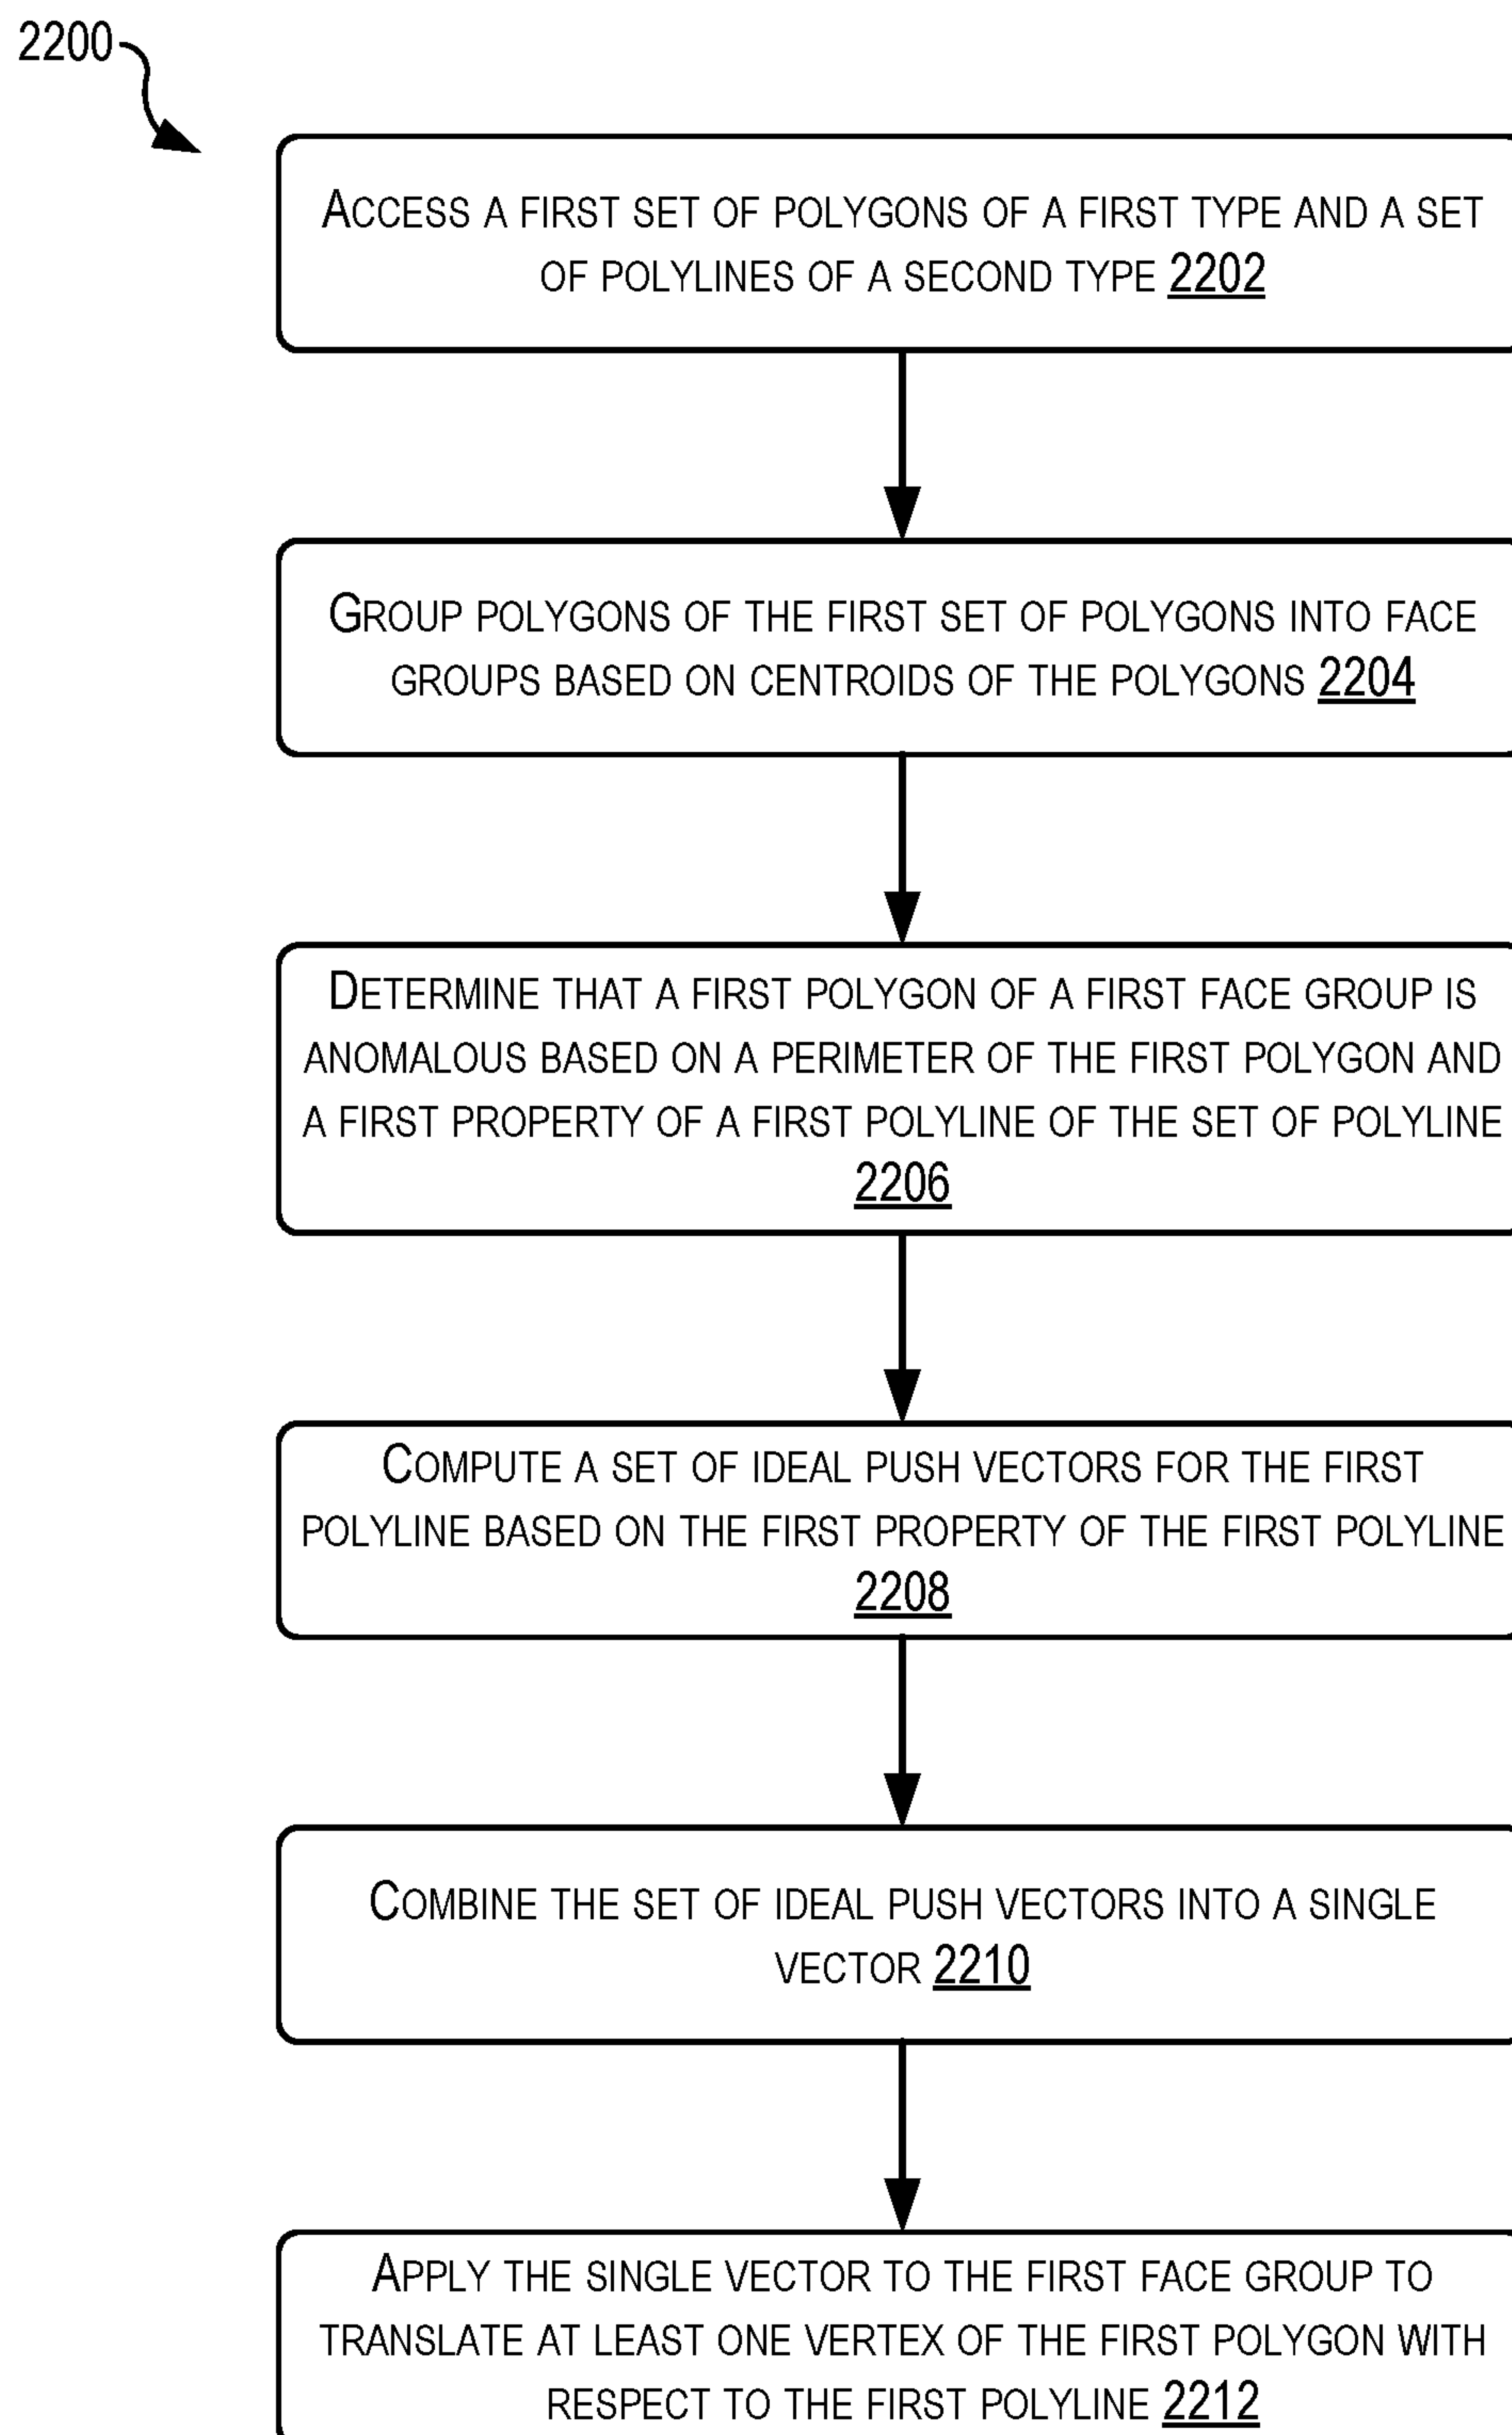 2200
ACCESS A FIRST SET OF POLYGONS OF A FIRST TYPE AND A SET
OF POLYLINES OF A SECOND TYPE 2202
GROUP POLYGONS OF THE FIRST SET OF POLYGONS INTO FACE
GROUPS BASED ON CENTROIDS OF THE POLYGONS 2204
DETERMINE THAT A FIRST POLYGON OF A FIRST FACE GROUP IS
ANOMALOUS BASED ON A PERIMETER OF THE FIRST POLYGON AND
A FIRST PROPERTY OF A FIRST POLYLINE OF THE SET OF POLYLINE
2206
COMPUTE A SET OF IDEAL PUSH VECTORS FOR THE FIRST
POLYLINE BASED ON THE FIRST PROPERTY OF THE FIRST POLYLINE
2208
COMBINE THE SET OF IDEAL PUSH VECTORS INTO A SINGLE
VECTOR 2210
APPLY THE SINGLE VECTOR TO THE FIRST FACE GROUP TO
TRANSLATE AT LEAST ONE VERTEX OF THE FIRST POLYGON WITH
RESPECT TO THE FIRST POLYLINE 2212